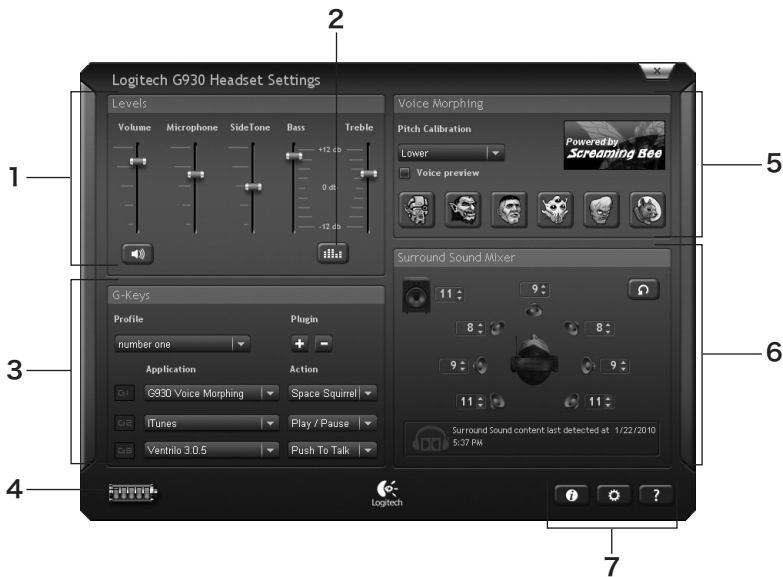 2
Logitech G930 Headset Settings
Levels
Volume Microphone SideTone Bass Treble
+12 db
0 db
-12 db
1
Voice Morphing
Pitch Calibration
Lower
Voice preview
Powered by
Screaming Bee
5
G-Keys
Profile Plugin
number one
+ -
Application Action
G1 G930 Voice Morphing Space Squirrel
G2 ITunes Play / Pause
G3 Ventrilo 3.0.5 Push To Talk
3
Surround Sound Mixer
11 9
8 8
9 9
11 11
Surround Sound content last detected at 1/22/2010
5:37 PM
6
4
Logitech
i ?
7